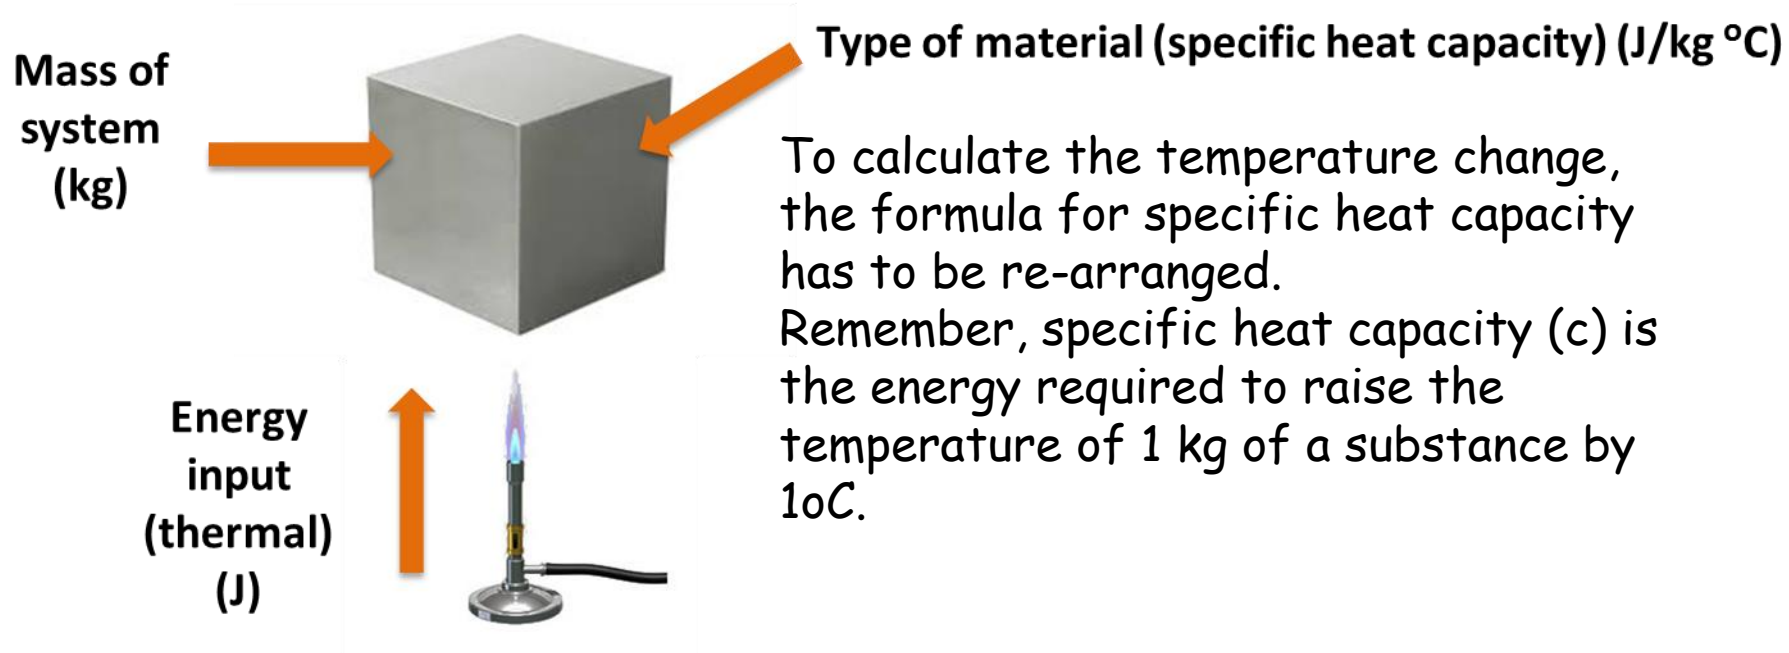 Mass of
system
(kg)
Type of material (specific heat capacity) (J/kg ºC)
To calculate the temperature change,
the formula for specific heat capacity
has to be re-arranged.
Remember, specific heat capacity (c) is
the energy required to raise the
temperature of 1 kg of a substance by
1oC.
Energy
input
(thermal)
(J)